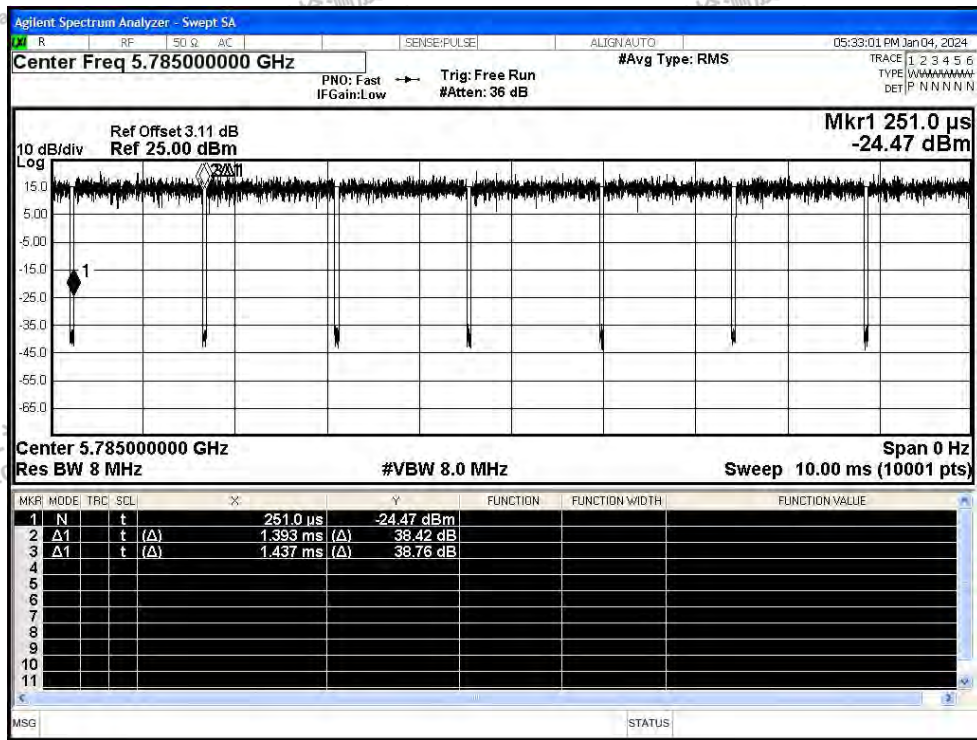 Agilent Spectrum Analyzer - Swept SA
LXI R RF 50 Ω AC SENSE:PULSE ALIGN AUTO 05:33:01 PM Jan 04, 2024
Center Freq 5.785000000 GHz #Avg Type: RMS TRACE 1 2 3 4 5 6
PNO: Fast Trig: Free Run TYPE WWWWWW
IFGain:Low #Atten: 36 dB DET P N N N N N
Mkr1 251.0 µs
Ref Offset 3.11 dB
10 dB/div Ref 25.00 dBm -24.47 dBm
Log
15.0
5.00
-5.00
-15.0
1
-25.0
-35.0
-45.0
-55.0
-65.0
Center 5.785000000 GHz Span 0 Hz
Res BW 8 MHz #VBW 8.0 MHz Sweep 10.00 ms (10001 pts)
MKR MODE TRC SCL X Y FUNCTION FUNCTION WIDTH FUNCTION VALUE
1 N t 251.0 µs -24.47 dBm
2 Δ1 t (Δ) 1.393 ms (Δ) 38.42 dB
3 Δ1 t (Δ) 1.437 ms (Δ) 38.76 dB
4
5
6
7
8
9
10
11
MSG STATUS